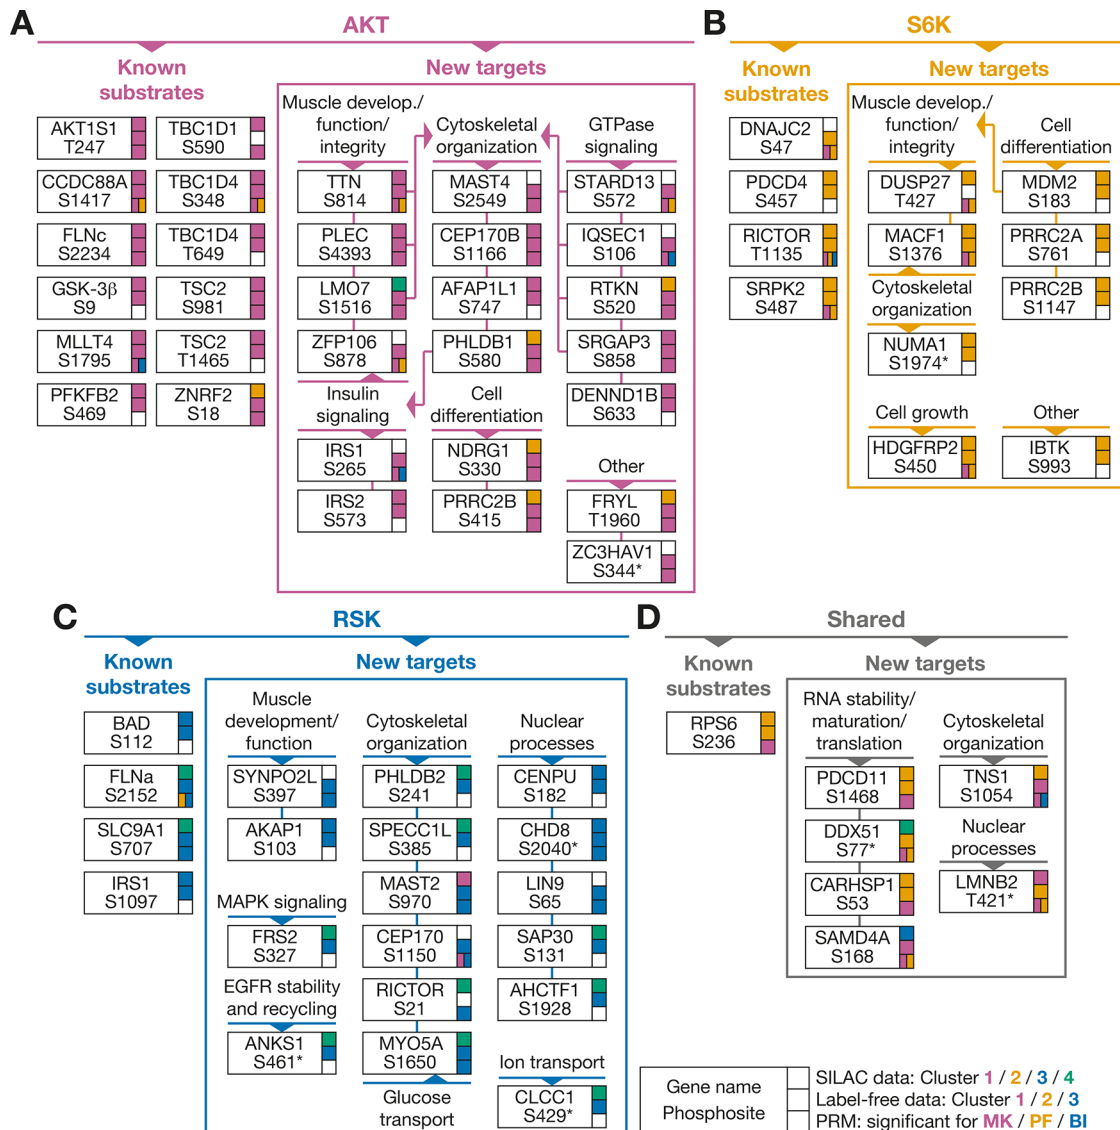 A
AKT
Known
substrates
AKT1S1
T247
CCDC88A
S1417
FLNc
S2234
GSK-3β
S9
MLLT4
S1795
PFKFB2
S469
TBC1D1
S590
TBC1D4
S348
TBC1D4
T649
TSC2
S981
TSC2
T1465
ZNRF2
S18
New targets
Muscle develop./
function/
integrity
TTN
S814
PLEC
S4393
LMO7
S1516
ZFP106
S878
Insulin
signaling
IRS1
S265
IRS2
S573
Cytoskeletal
organization
MAST4
S2549
CEP170B
S1166
AFAP1L1
S747
PHLDB1
S580
Cell
differentiation
NDRG1
S330
PRRC2B
S415
GTPase
signaling
STARD13
S572
IQSEC1
S106
RTKN
S520
SRGAP3
S858
DENND1B
S633
Other
FRYL
T1960
ZC3HAV1
S344*
B
S6K
Known
substrates
DNAJC2
S47
PDCD4
S457
RICTOR
T1135
SRPK2
S487
New targets
Muscle develop./
function/
integrity
DUSP27
T427
MACF1
S1376
Cytoskeletal
organization
NUMA1
S1974*
Cell growth
HDGFRP2
S450
Cell
differentiation
MDM2
S183
PRRC2A
S761
PRRC2B
S1147
Other
IBTK
S993
C
RSK
Known
substrates
BAD
S112
FLNa
S2152
SLC9A1
S707
IRS1
S1097
New targets
Muscle
development/
function
SYNPO2L
S397
AKAP1
S103
MAPK signaling
FRS2
S327
EGFR stability
and recycling
ANKS1
S461*
Cytoskeletal
organization
PHLDB2
S241
SPECC1L
S385
MAST2
S970
CEP170
S1150
RICTOR
S21
MYO5A
S1650
Glucose
transport
Nuclear
processes
CENPU
S182
CHD8
S2040*
LIN9
S65
SAP30
S131
AHCTF1
S1928
Ion transport
CLCC1
S429*
D
Shared
Known
substrates
RPS6
S236
New targets
RNA stability/
maturation/
translation
PDCD11
S1468
DDX51
S77*
CARHSP1
S53
SAMD4A
S168
Cytoskeletal
organization
TNS1
S1054
Nuclear
processes
LMNB2
T421*
Gene name
Phosphosite
SILAC data: Cluster 1 / 2 / 3 / 4
Label-free data: Cluster 1 / 2 / 3
PRM: significant for MK / PF / BI